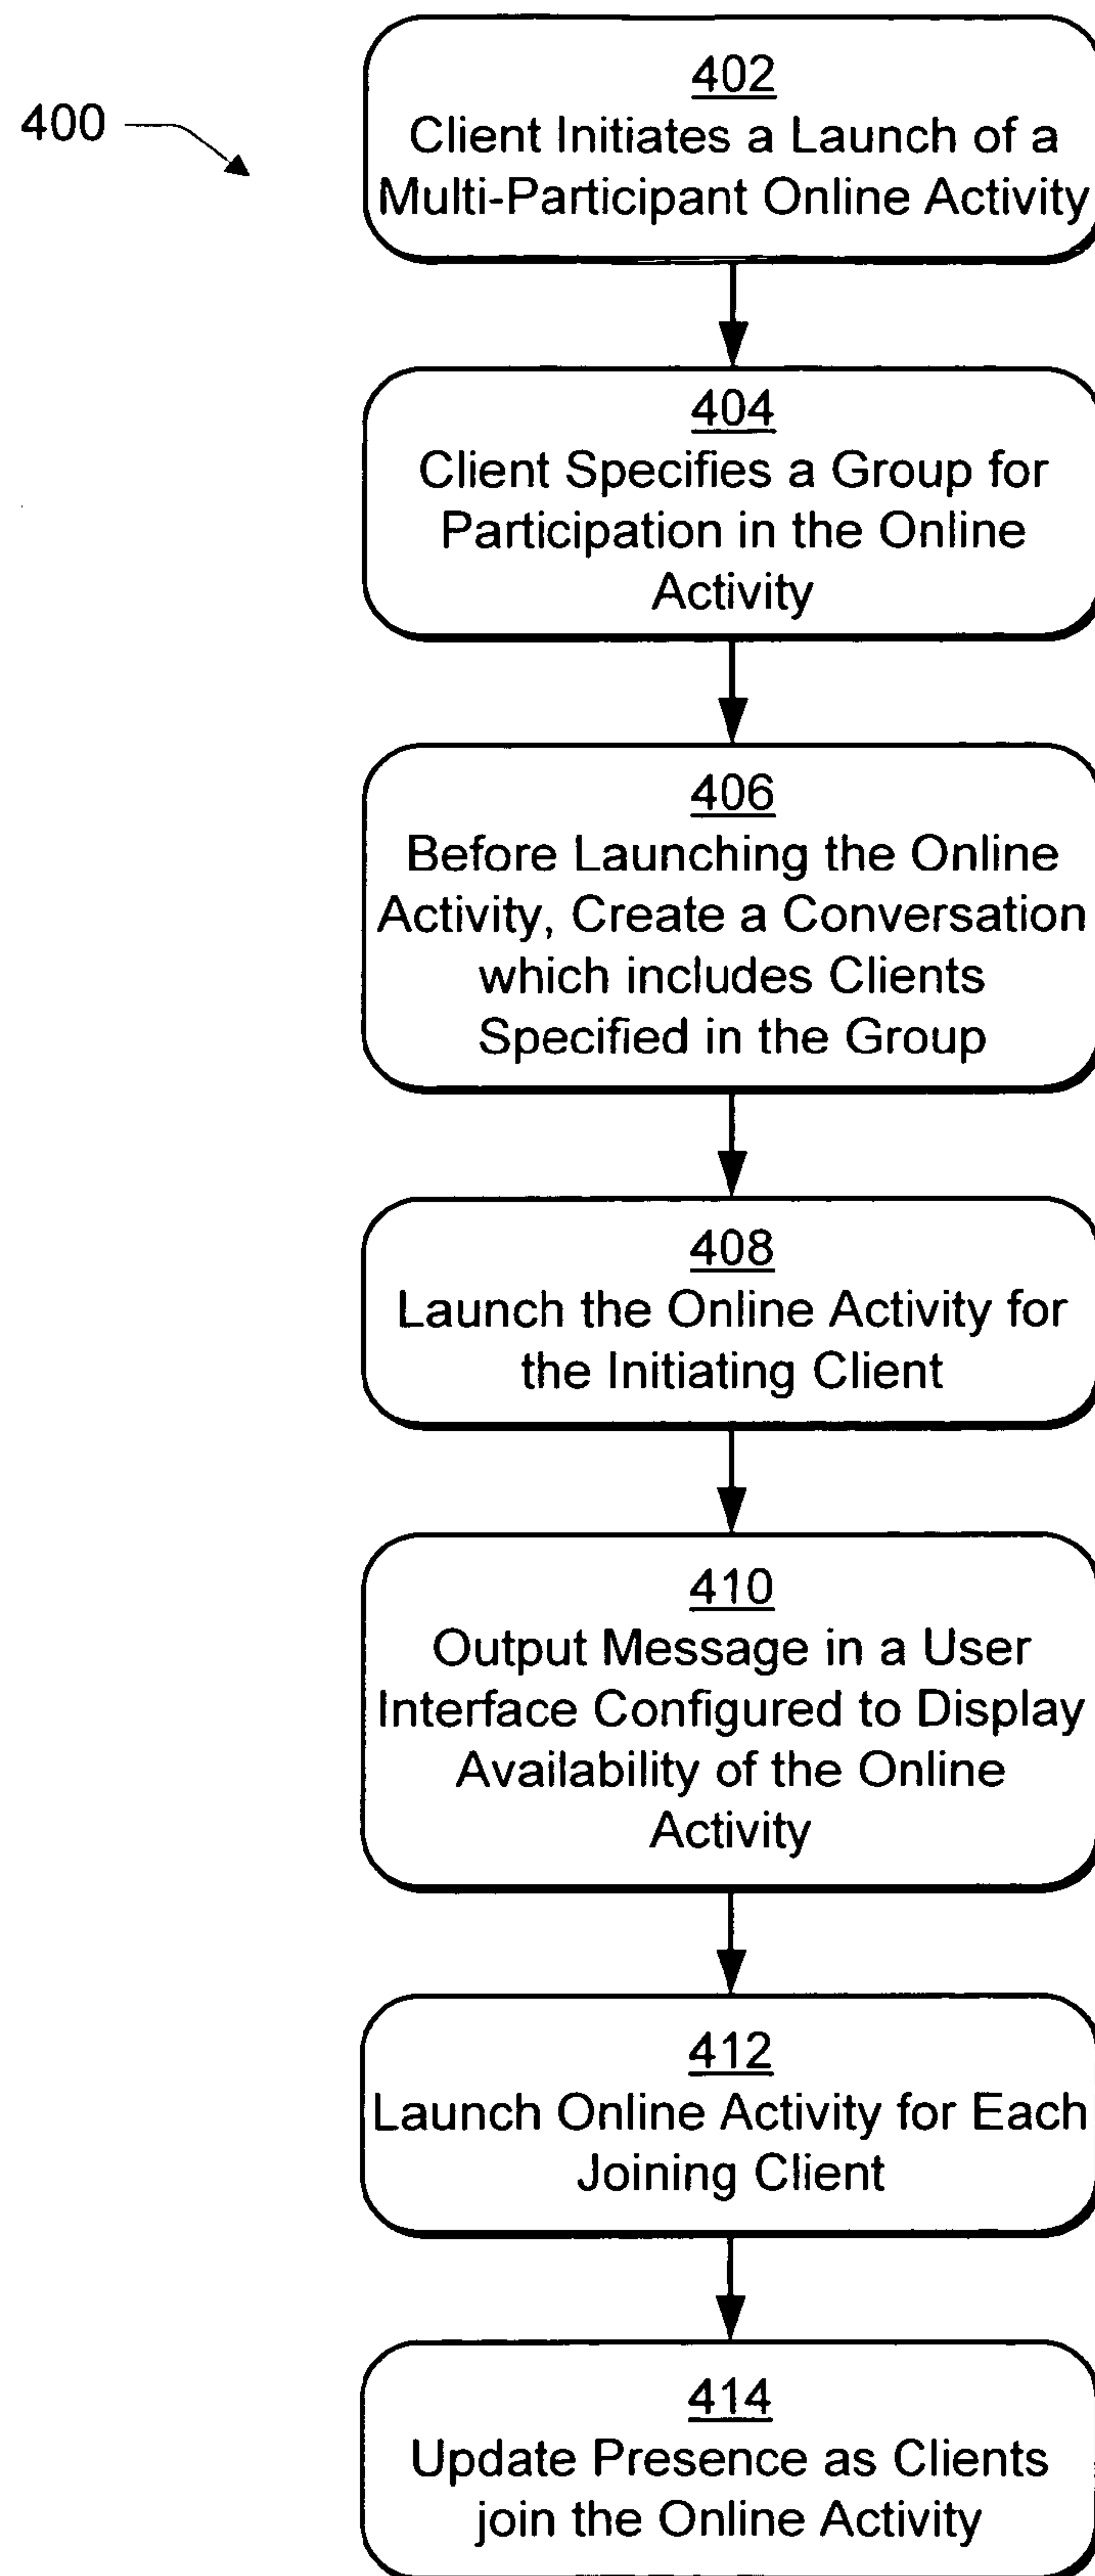 400
402
Client Initiates a Launch of a
Multi-Participant Online Activity
404
Client Specifies a Group for
Participation in the Online
Activity
406
Before Launching the Online
Activity, Create a Conversation
which includes Clients
Specified in the Group
408
Launch the Online Activity for
the Initiating Client
410
Output Message in a User
Interface Configured to Display
Availability of the Online
Activity
412
Launch Online Activity for Each
Joining Client
414
Update Presence as Clients
join the Online Activity